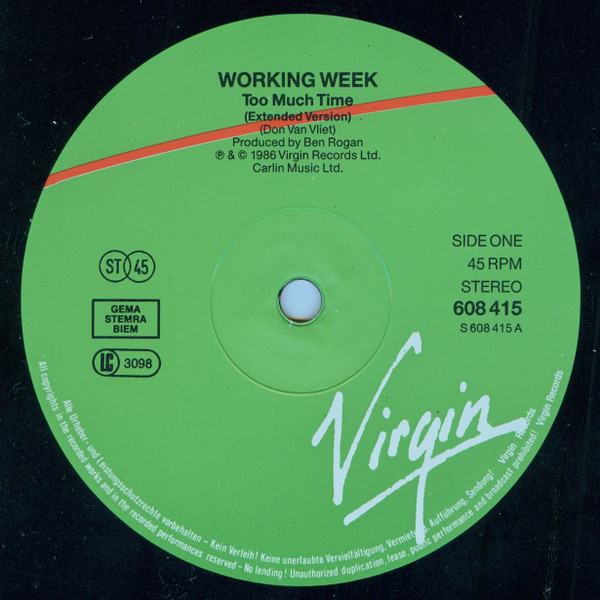 WORKING WEEK
Too Much Time
(Extended Version)
(Don Van Vliet)
Produced by Ben Rogan
℗ & © 1986 Virgin Records Ltd.
Carlin Music Ltd.
SIDE ONE
45 RPM
STEREO
608 415
S 608 415 A
ST 45
GEMA
STEMRA
BIEM
LC 3098
Virgin
Alle Urheber- und Leistungsschutzrechte vorbehalten – Kein Verleih! Keine unerlaubte Vervielfältigung, Vermietung, Aufführung, Sendung! Virgin Records
All copyrights in the recorded works and in the recorded performances reserved – No lending! Unauthorized duplication, lease, public performance and broadcast prohibited! Virgin Records